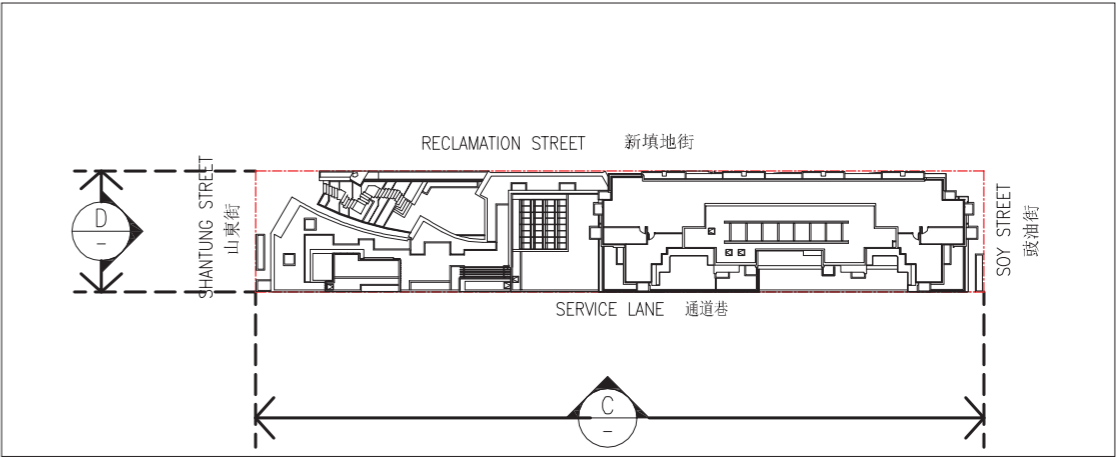 RECLAMATION STREET 新填地街
D
-
SHANTUNG STREET
山東街
SOY STREET
豉油街
SERVICE LANE 通道巷
C
-